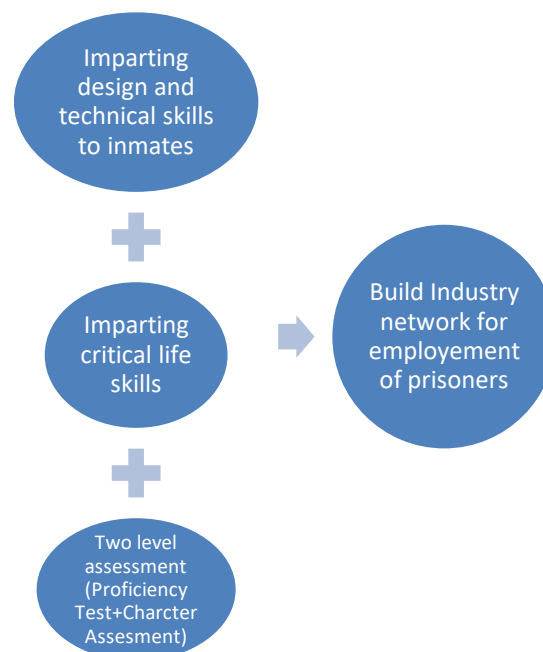 Imparting
design and
technical skills
to inmates
Imparting
critical life
skills
Two level
assessment
(Proficiency
Test+Charcter
Assesment)
Build Industry
network for
employement
of prisoners